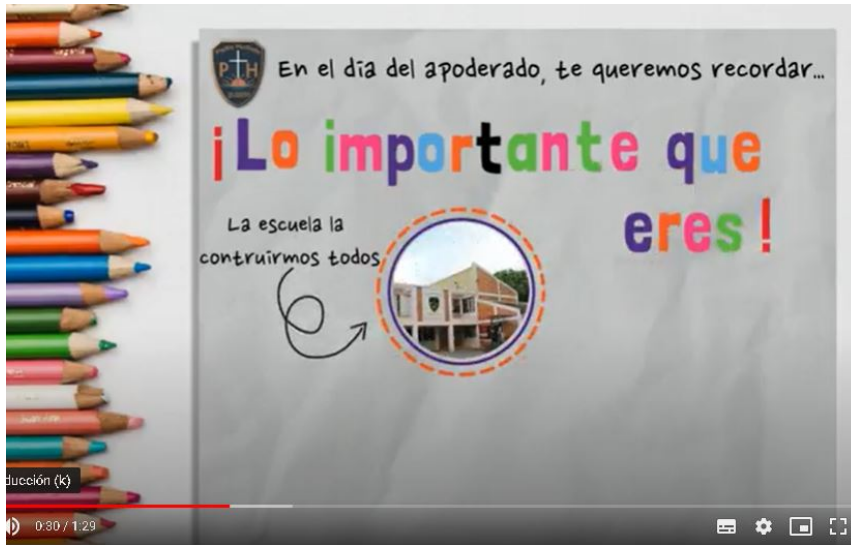 En el día del apoderado, te queremos recordar...
¡Lo importante que
eres!
La escuela la
contruirmos todos
PTH
ducción (k)
0:30 / 1:29